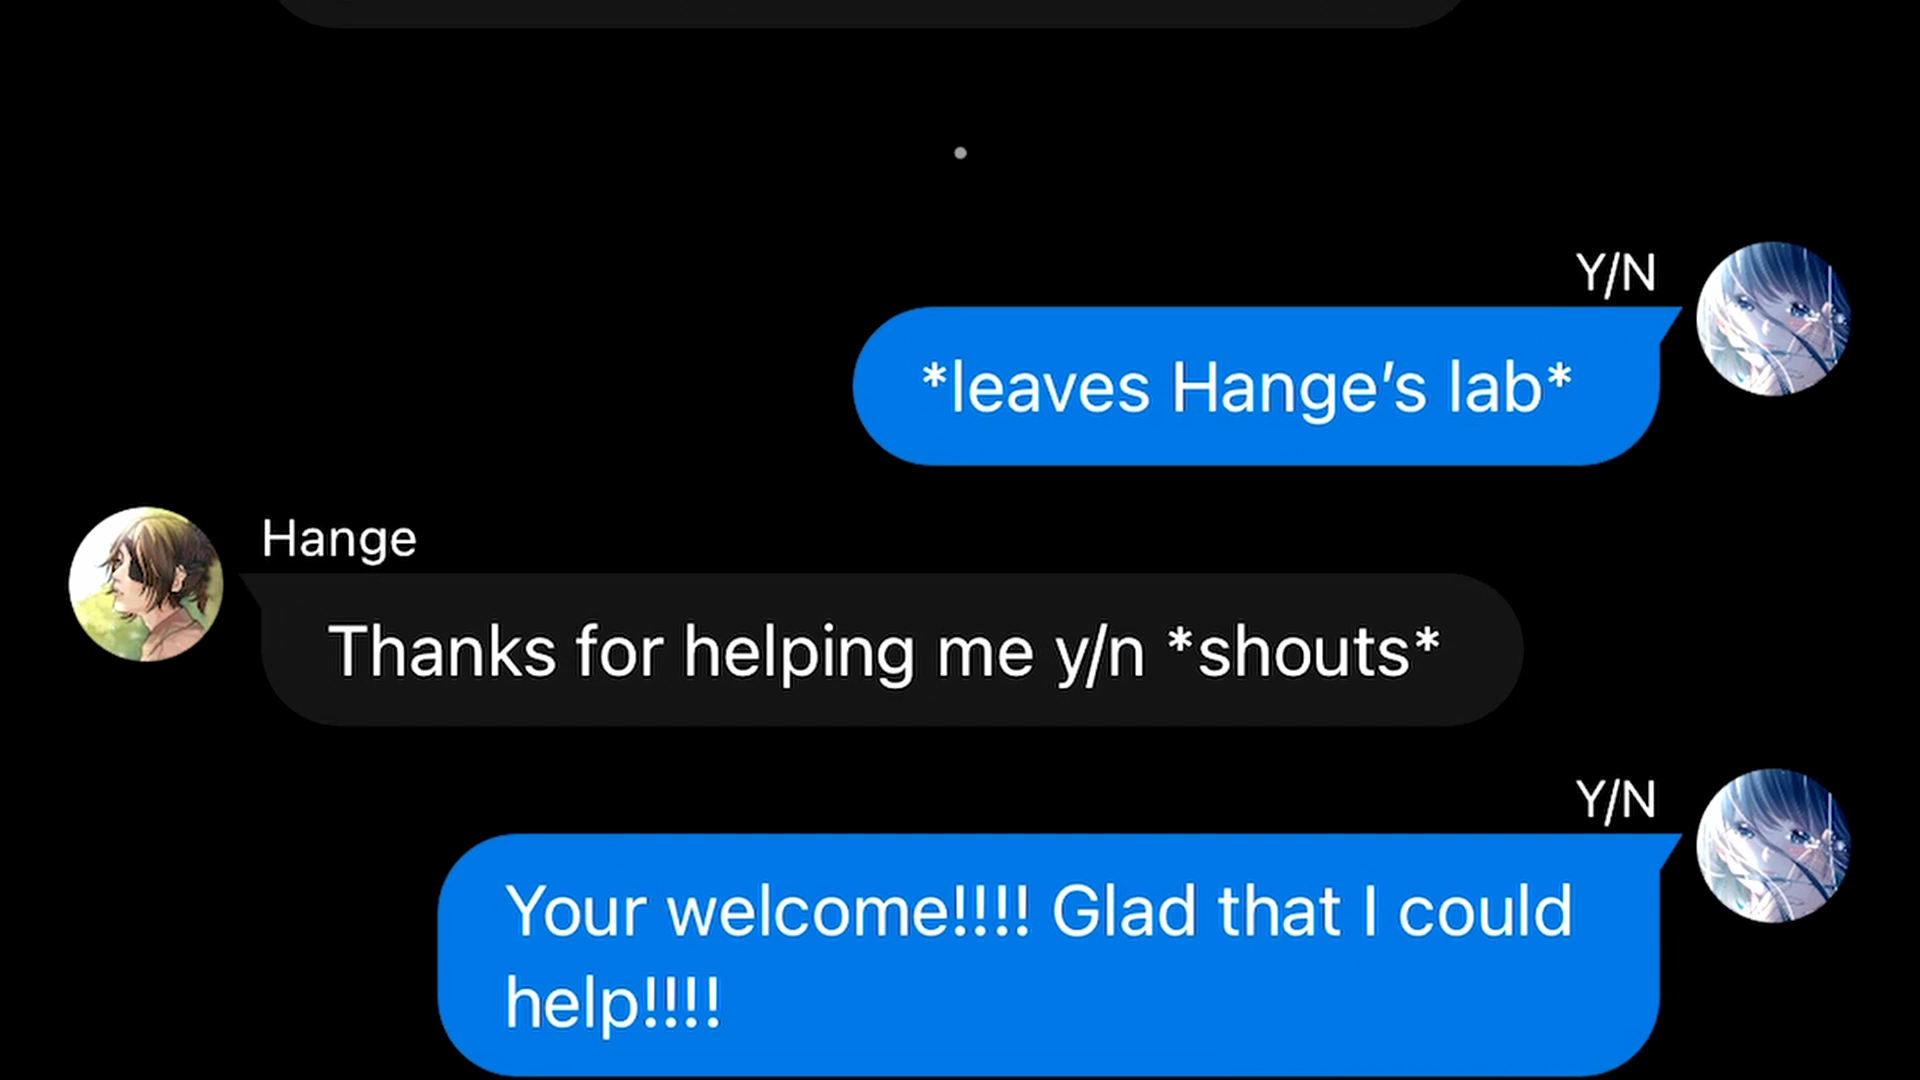 Y/N
*leaves Hange’s lab*
Hange
Thanks for helping me y/n *shouts*
Y/N
Your welcome!!!! Glad that I could
help!!!!